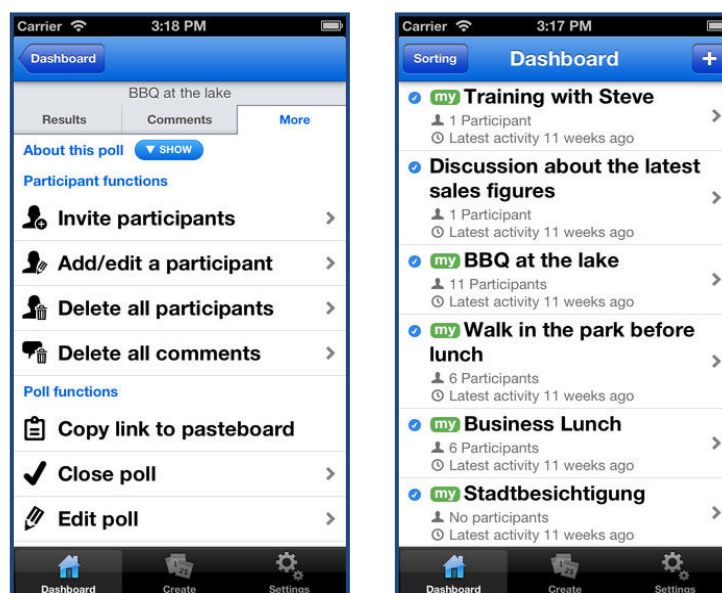 Carrier 3:18 PM
Dashboard
BBQ at the lake
Results Comments More
About this poll ▼ SHOW
Participant functions
Invite participants
Add/edit a participant
Delete all participants
Delete all comments
Poll functions
Copy link to pasteboard
Close poll
Edit poll
Dashboard Create Settings
Carrier 3:17 PM
Sorting Dashboard +
my Training with Steve
1 Participant
Latest activity 11 weeks ago
Discussion about the latest
sales figures
1 Participant
Latest activity 11 weeks ago
my BBQ at the lake
11 Participants
Latest activity 11 weeks ago
my Walk in the park before
lunch
6 Participants
Latest activity 11 weeks ago
my Business Lunch
6 Participants
Latest activity 11 weeks ago
my Stadtbesichtigung
No participants
Latest activity 11 weeks ago
Dashboard Create Settings